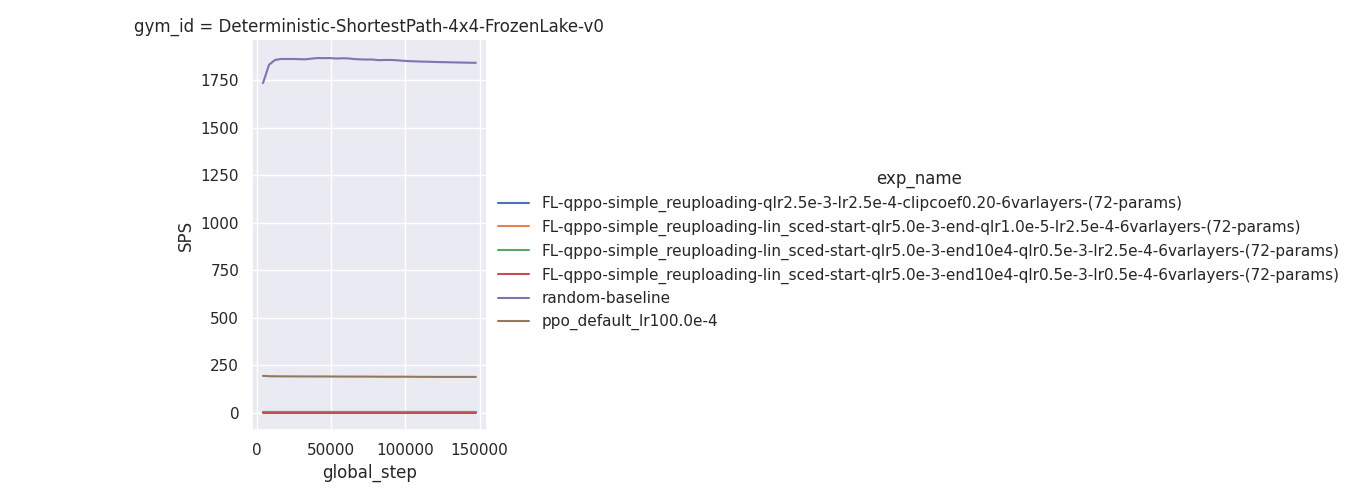 gym_id = Deterministic-ShortestPath-4x4-FrozenLake-v0
1750
1500
1250
1000
750
500
250
0
SPS
0 50000 100000 150000
global_step
exp_name
FL-qppo-simple_reuploading-qlr2.5e-3-lr2.5e-4-clipcoef0.20-6varlayers-(72-params)
FL-qppo-simple_reuploading-lin_sced-start-qlr5.0e-3-end-qlr1.0e-5-lr2.5e-4-6varlayers-(72-params)
FL-qppo-simple_reuploading-lin_sced-start-qlr5.0e-3-end10e4-qlr0.5e-3-lr2.5e-4-6varlayers-(72-params)
FL-qppo-simple_reuploading-lin_sced-start-qlr5.0e-3-end10e4-qlr0.5e-3-lr0.5e-4-6varlayers-(72-params)
random-baseline
ppo_default_lr100.0e-4